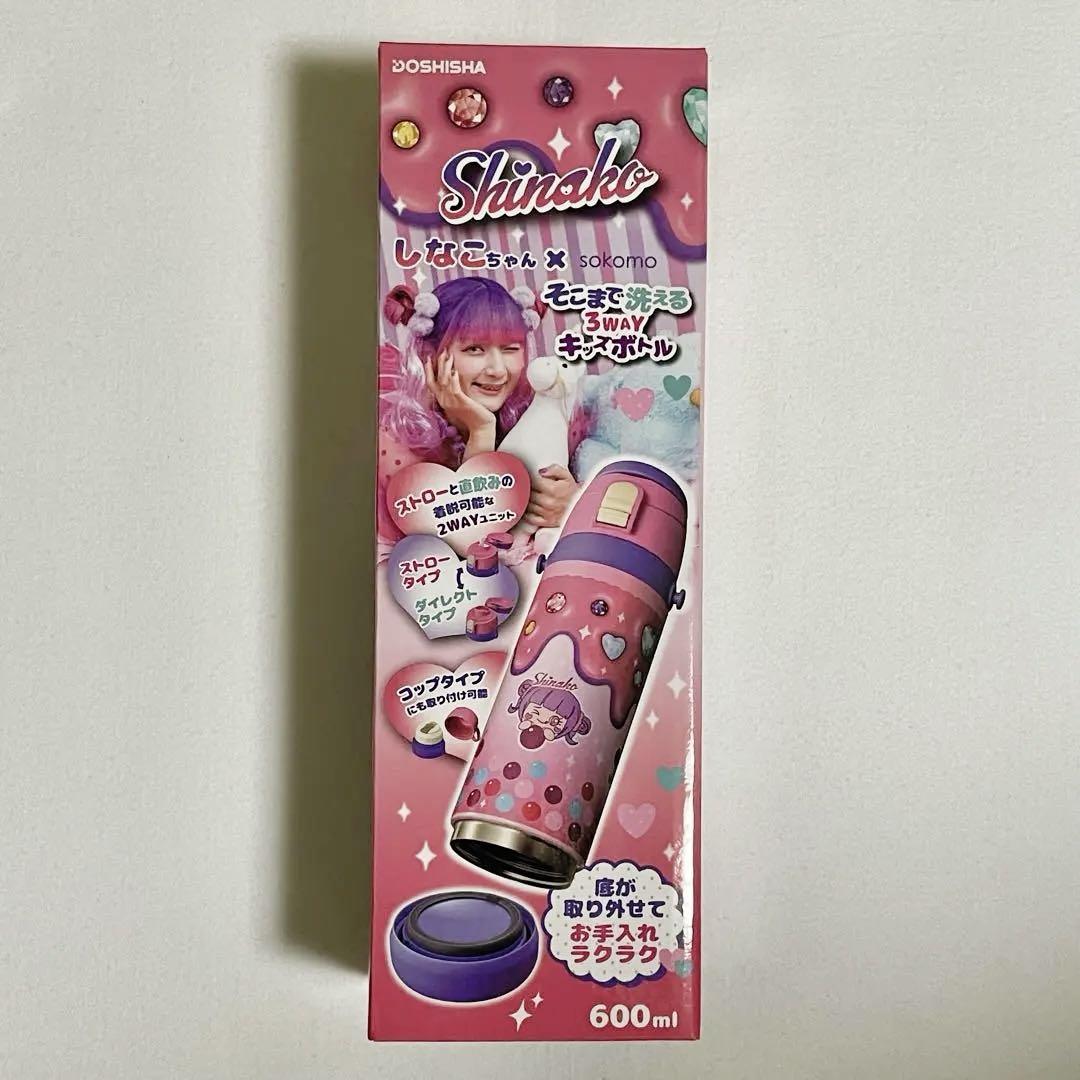 DOSHISHA
Shinako
しなこちゃん × sokomo
そこまで洗える
3WAY
キッズボトル
ストローと直飲みの
着脱可能な
2WAYユニット
ストロー
タイプ
ダイレクト
タイプ
コップタイプ
にも取り付け可能
Shinako
底が
取り外せて
お手入れ
ラクラク
600ml